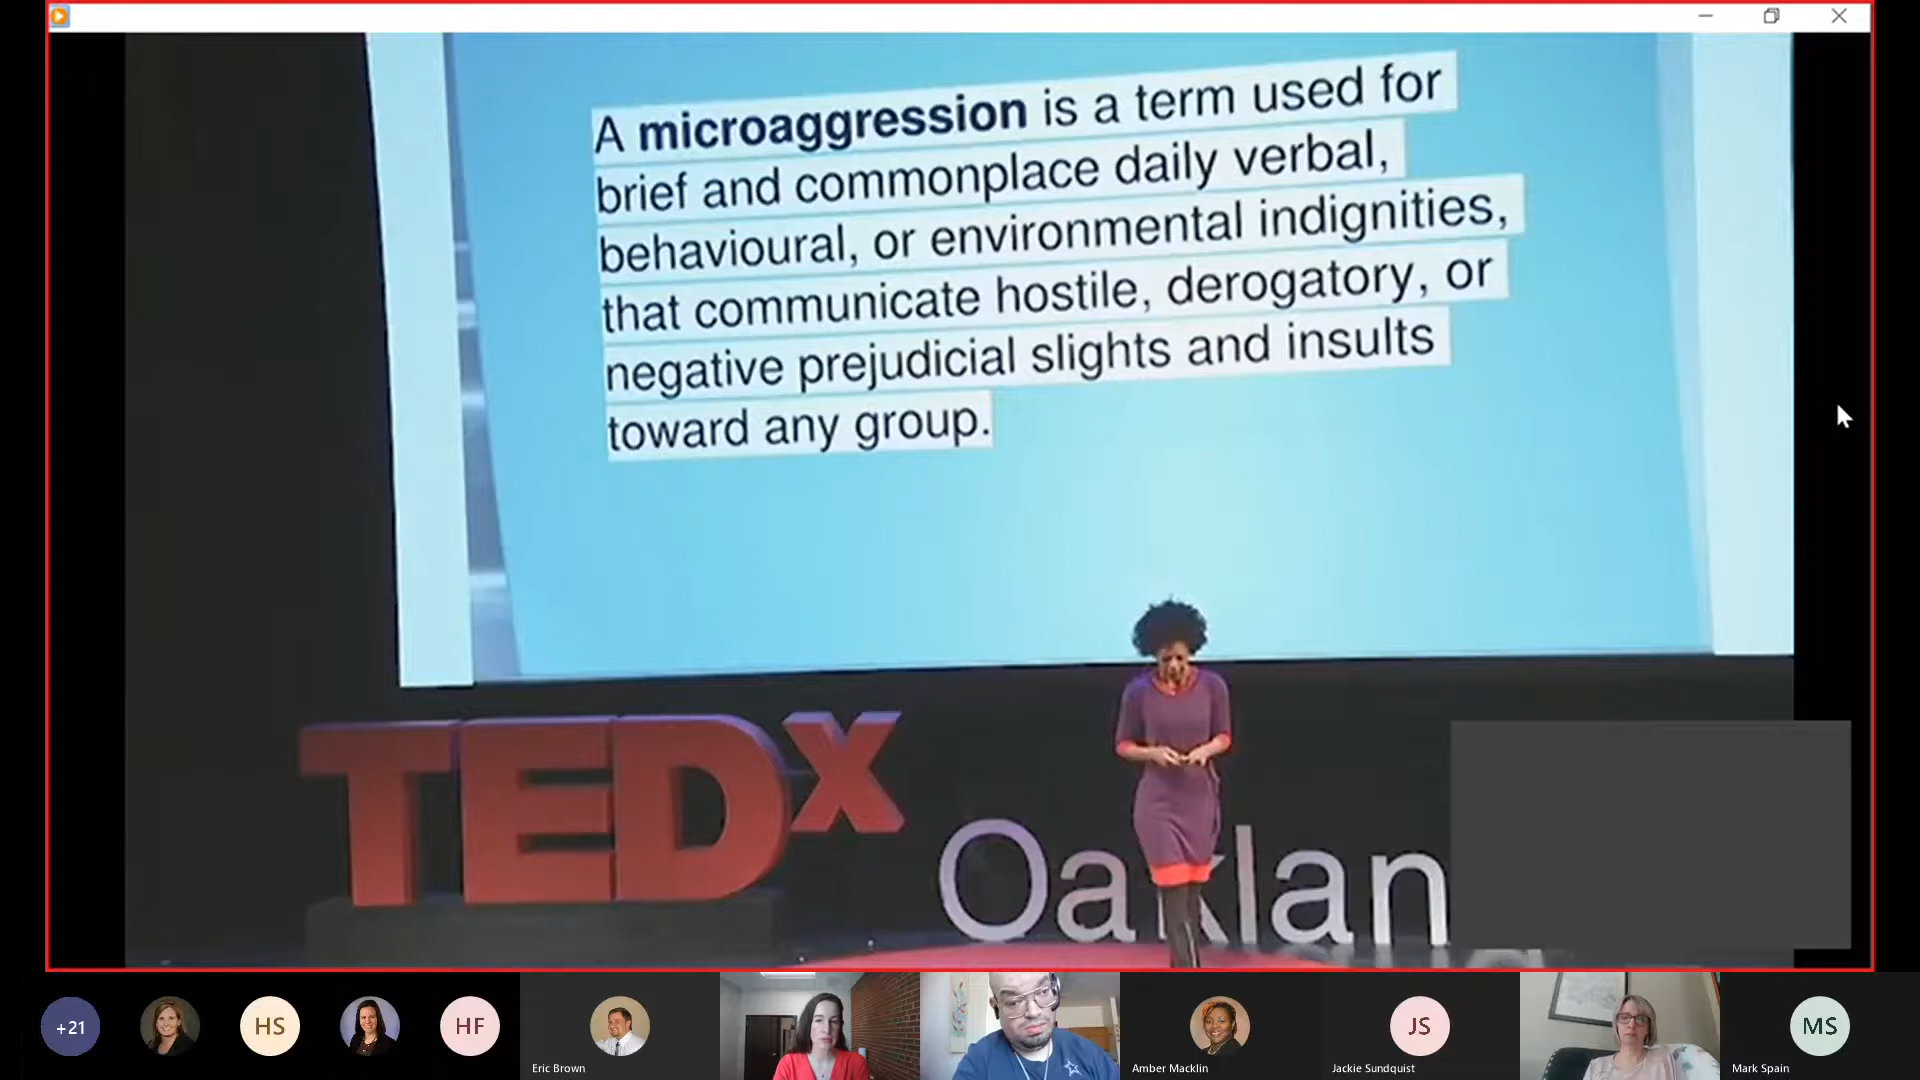 A microaggression is a term used for
brief and commonplace daily verbal,
behavioural, or environmental indignities,
that communicate hostile, derogatory, or
negative prejudicial slights and insults
toward any group.
TEDx
Oaklan
+21
HS
HF
Eric Brown
Amber Macklin
JS
Jackie Sundquist
MS
Mark Spain